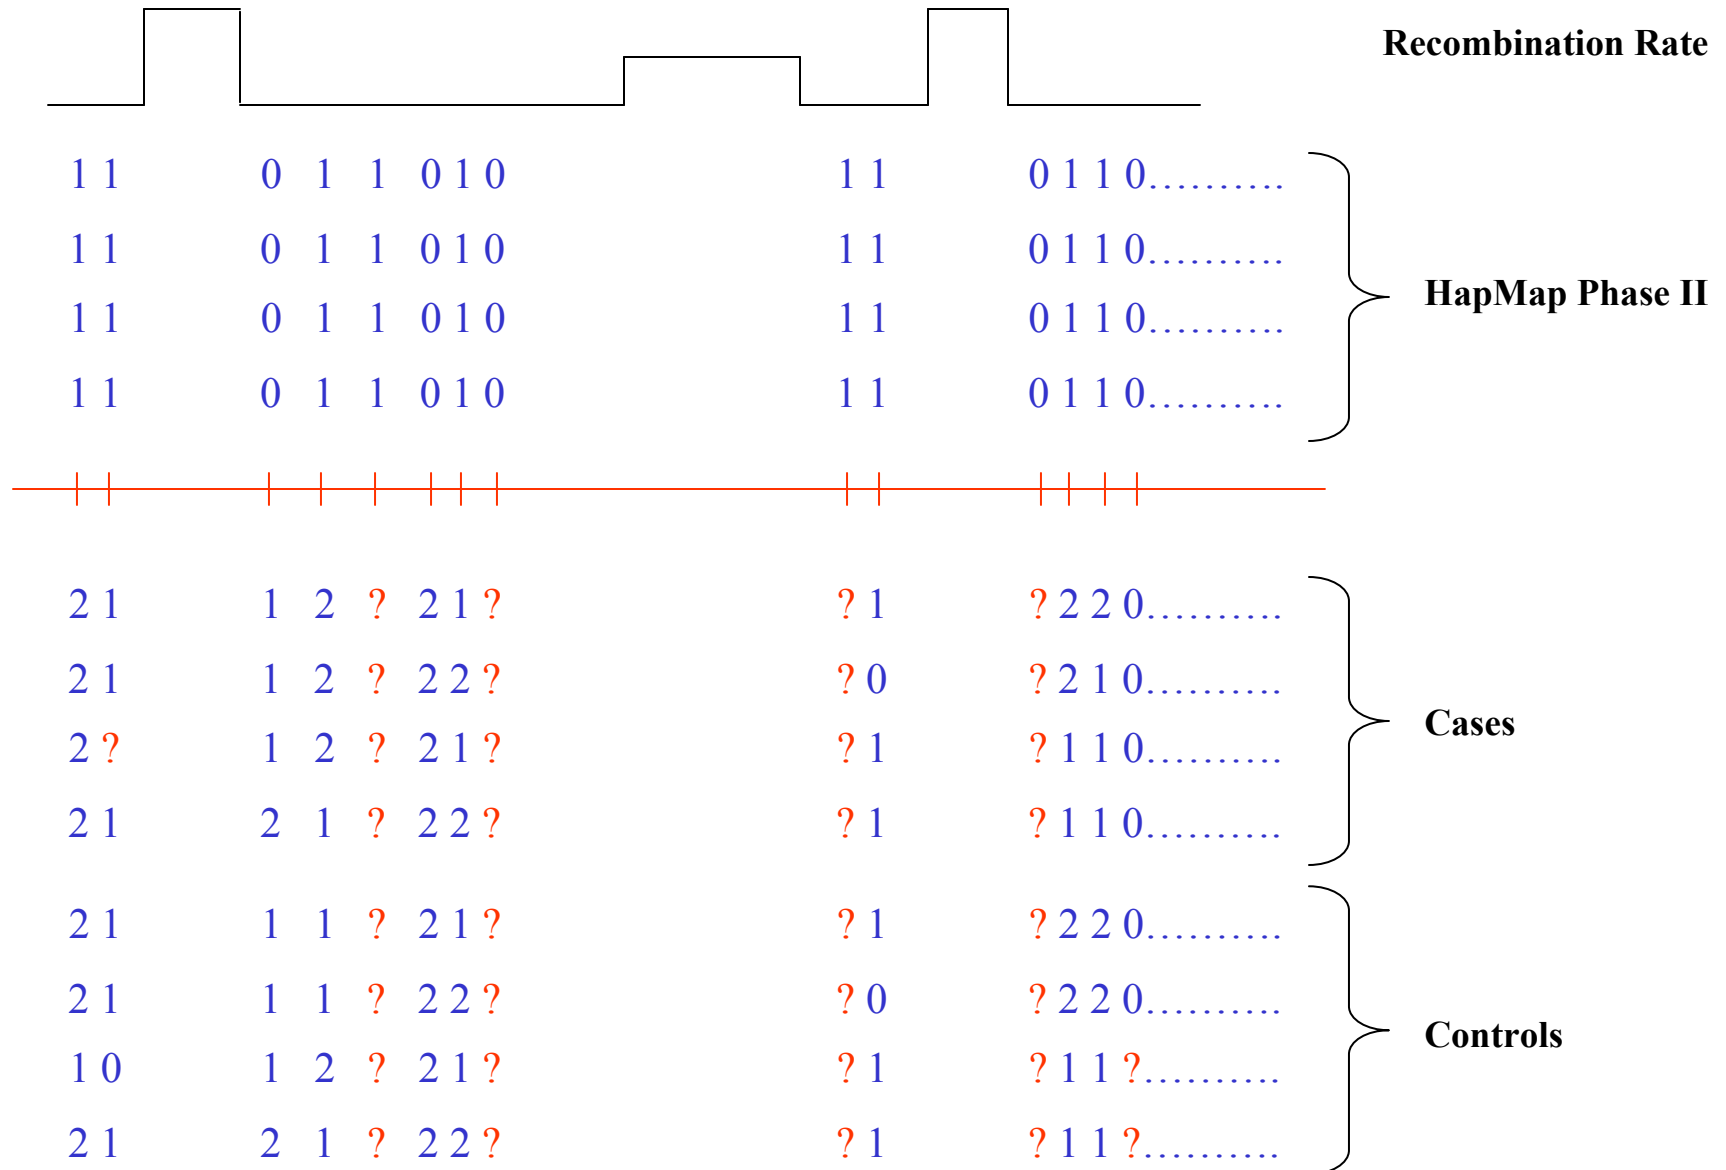 Recombination Rate
1 1 0 1 1 0 1 0 1 1 0 1 1 0..........
1 1 0 1 1 0 1 0 1 1 0 1 1 0..........
HapMap Phase II
1 1 0 1 1 0 1 0 1 1 0 1 1 0..........
1 1 0 1 1 0 1 0 1 1 0 1 1 0..........
2 1 1 2 ? 2 1 ? ? 1 ? 2 2 0..........
2 1 1 2 ? 2 2 ? ? 0 ? 2 1 0..........
Cases
2 ? 1 2 ? 2 1 ? ? 1 ? 1 1 0..........
2 1 2 1 ? 2 2 ? ? 1 ? 1 1 0..........
2 1 1 1 ? 2 1 ? ? 1 ? 2 2 0..........
2 1 1 1 ? 2 2 ? ? 0 ? 2 2 0..........
Controls
1 0 1 2 ? 2 1 ? ? 1 ? 1 1 ?..........
2 1 2 1 ? 2 2 ? ? 1 ? 1 1 ?..........